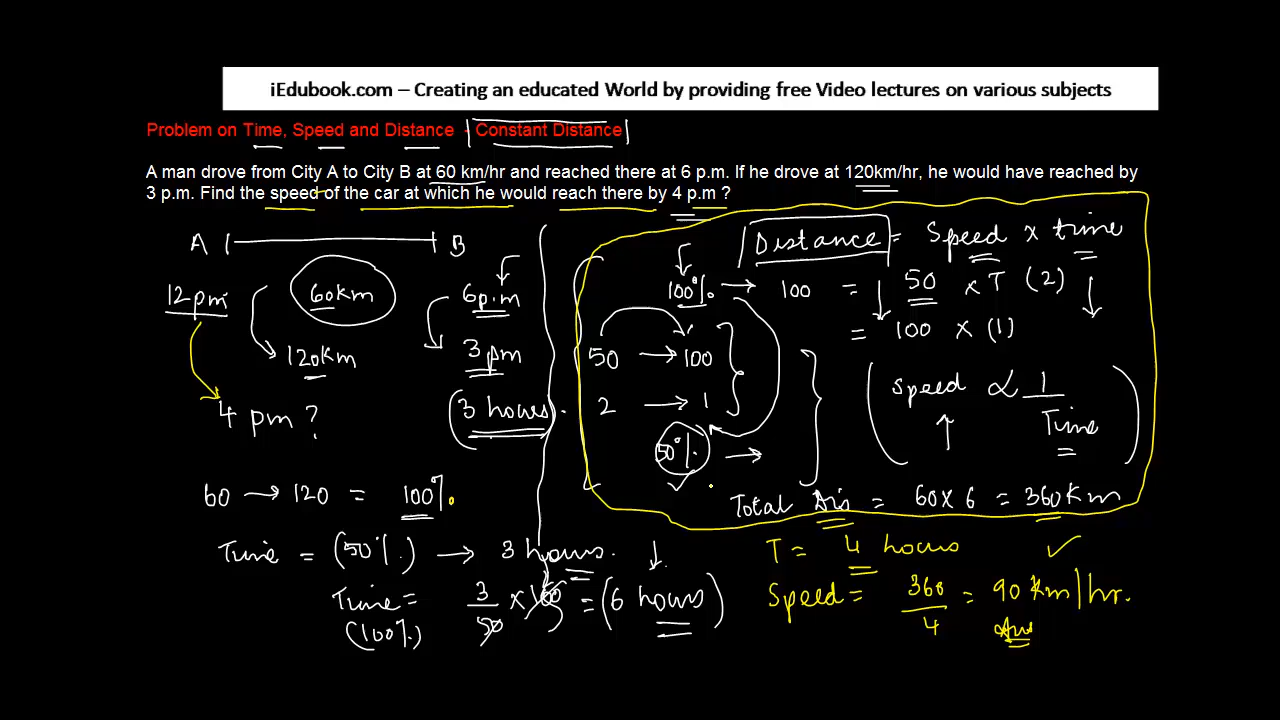 iEdubook.com – Creating an educated World by providing free Video lectures on various subjects
Problem on Time, Speed and Distance - Constant Distance
A man drove from City A to City B at 60 km/hr and reached there at 6 p.m. If he drove at 120km/hr, he would have reached by
3 p.m. Find the speed of the car at which he would reach there by 4 p.m ?
A B
12pm 60km 6p.m
120km 3pm
4 pm ? (3 hours).
60 → 120 = 100%.
Time = (50%) → 3 hours.
Time = 3/50 × 100 = (6 hours)
(100%)
Distance = Speed x time
100% → 100 = 50 x T (2)
= 100 x (1)
50 → 100
2 → 1
50% →
Speed ∝ 1/Time
Total Dis = 60x6 = 360Km
T = 4 hours
Speed = 360/4 = 90 km/hr.
Ans